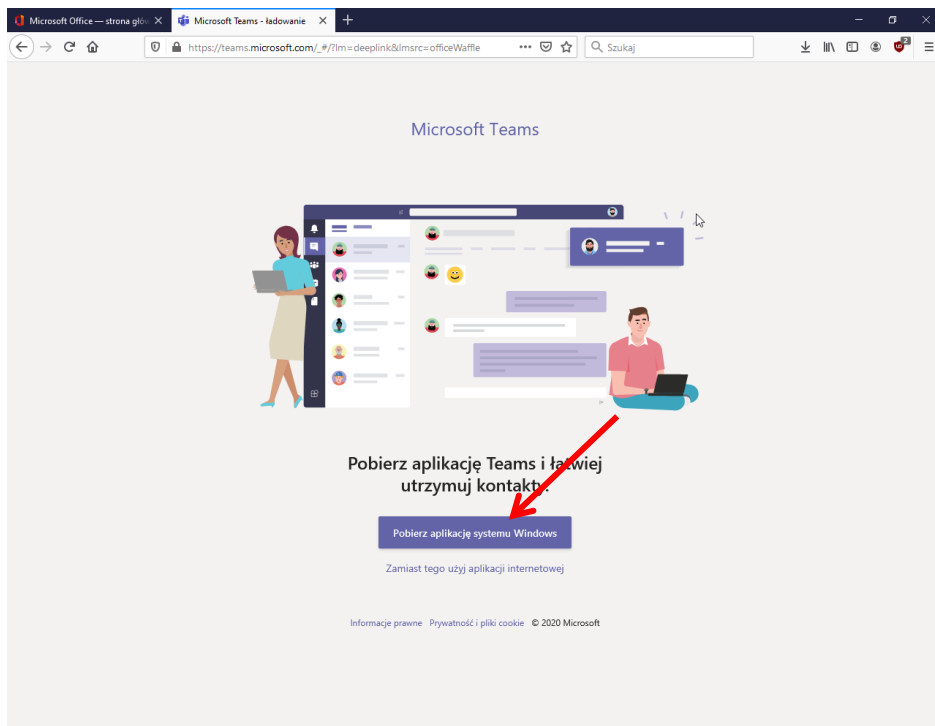 Microsoft Office — strona głów
Microsoft Teams - ładowanie
https://teams.microsoft.com/_#/?lm=deeplink&lmsrc=officeWaffle
Szukaj
2
Microsoft Teams
Pobierz aplikację Teams i łatwiej
utrzymuj kontakty.
Pobierz aplikację systemu Windows
Zamiast tego użyj aplikacji internetowej
Informacje prawne Prywatność i pliki cookie © 2020 Microsoft